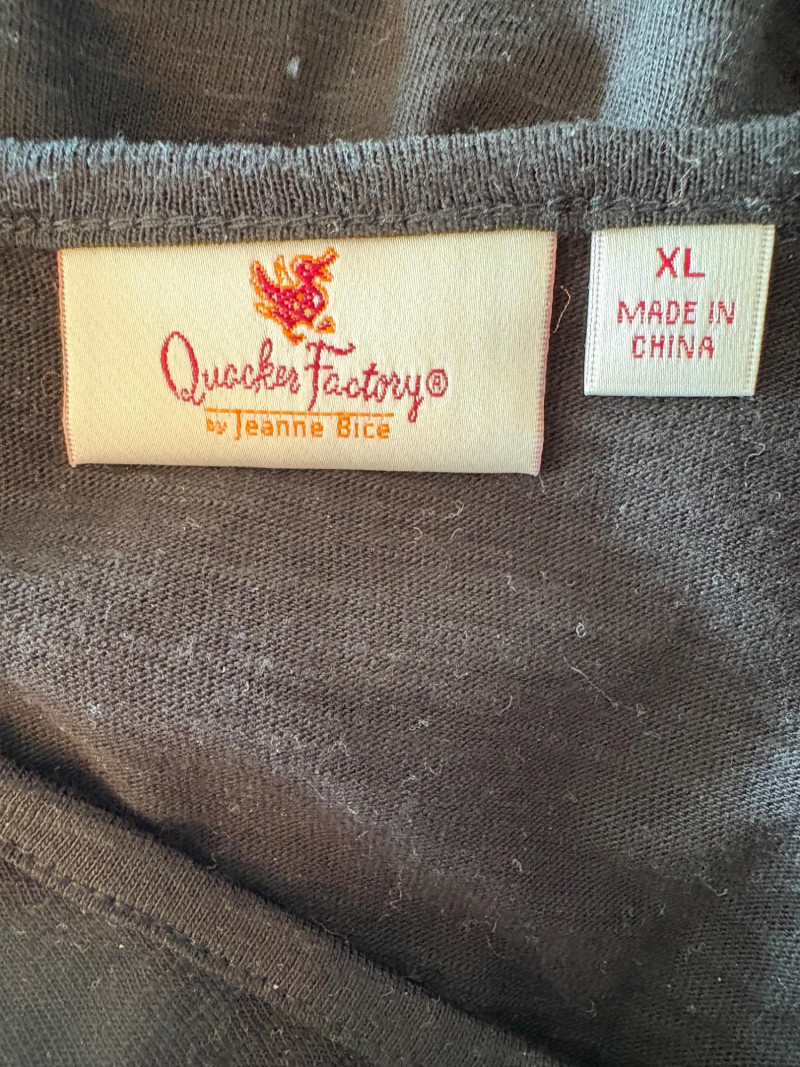 Quacker Factory®
by Jeanne Bice
XL
MADE IN
CHINA